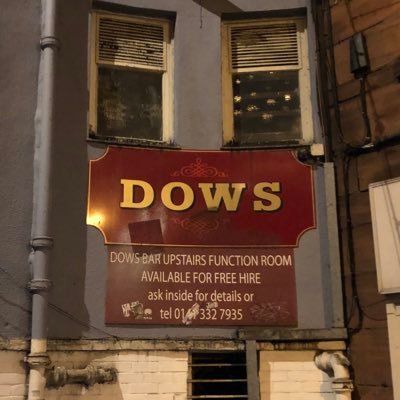 DOWS
DOWS BAR UPSTAIRS FUNCTION ROOM
AVAILABLE FOR FREE HIRE
ask inside for details or
tel 0141 332 7935